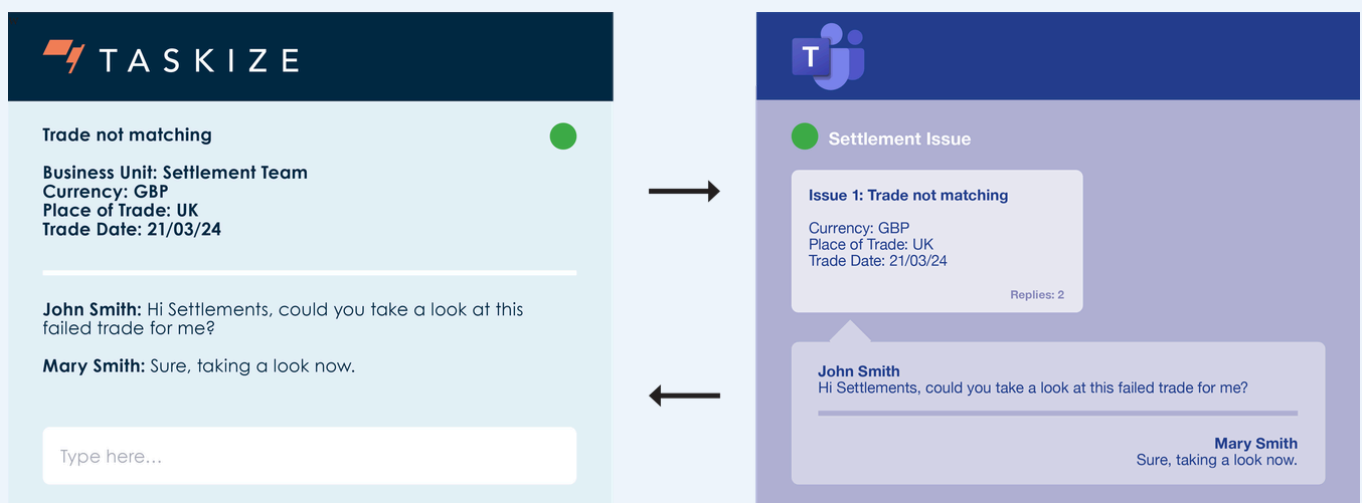 TASKIZE
Trade not matching
Business Unit: Settlement Team
Currency: GBP
Place of Trade: UK
Trade Date: 21/03/24
John Smith: Hi Settlements, could you take a look at this
failed trade for me?
Mary Smith: Sure, taking a look now.
Type here...
T
Settlement Issue
Issue 1: Trade not matching
Currency: GBP
Place of Trade: UK
Trade Date: 21/03/24
Replies: 2
John Smith
Hi Settlements, could you take a look at this failed trade for me?
Mary Smith
Sure, taking a look now.